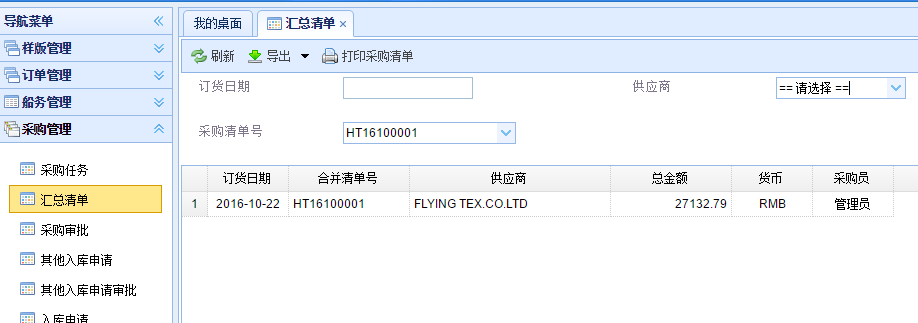 导航菜单
样版管理
订单管理
船务管理
采购管理
采购任务
汇总清单
采购审批
其他入库申请
其他入库申请审批
入库申请
我的桌面 汇总清单
刷新 导出 打印采购清单
订货日期 供应商 == 请选择 ==
采购清单号 HT16100001
订货日期 合并清单号 供应商 总金额 货币 采购员
1 2016-10-22 HT16100001 FLYING TEX.CO.LTD 27132.79 RMB 管理员